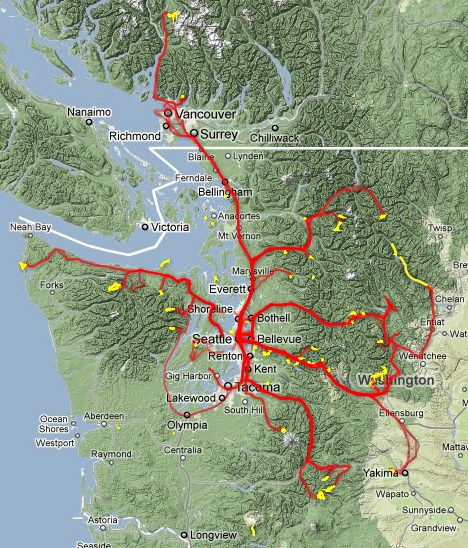 Nanaimo
Vancouver
Richmond
Surrey
Chilliwack
Blaine
Lynden
Ferndale
Bellingham
Anacortes
Victoria
Neah Bay
Mt Vernon
Twisp
Forks
Marysville
Everett
Chelan
Shoreline
Bothell
Entiat
Water
Seattle
Bellevue
Renton
Wenatchee
Gig Harbor
Kent
Washington
Tacoma
Lakewood
South Hill
Ocean
Shores
Aberdeen
Olympia
Ellensburg
Westport
Raymond
Centralia
Mattav
Yakima
Wapato
Sunnyside
Astoria
Grandview
Longview
Seaside